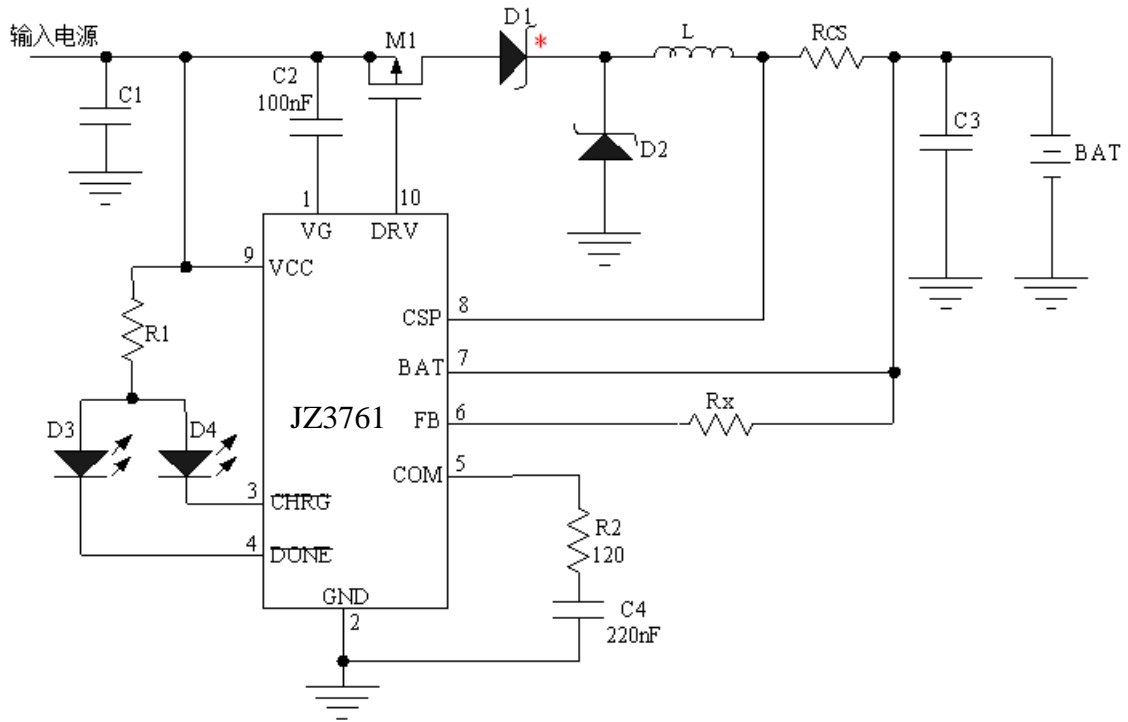 输入电源
D1
*
M1
L
RCS
C1
C2
100nF
D2
C3
BAT
1
10
VG
DRV
9
VCC
R1
CSP
8
BAT
7
JZ3761
FB
6
Rx
D3
D4
COM
5
3
CHRG
4
DONE
R2
120
GND
2
C4
220nF